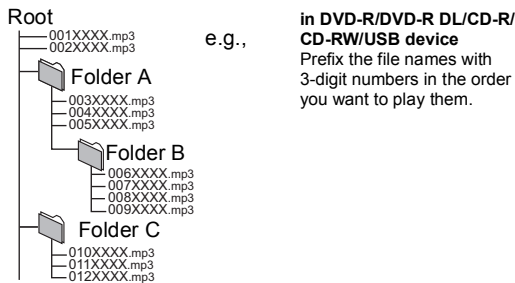 Root
001XXXX.mp3
002XXXX.mp3
Folder A
003XXXX.mp3
004XXXX.mp3
005XXXX.mp3
Folder B
006XXXX.mp3
007XXXX.mp3
008XXXX.mp3
009XXXX.mp3
Folder C
010XXXX.mp3
011XXXX.mp3
012XXXX.mp3
e.g.,
in DVD-R/DVD-R DL/CD-R/
CD-RW/USB device
Prefix the file names with
3-digit numbers in the order
you want to play them.